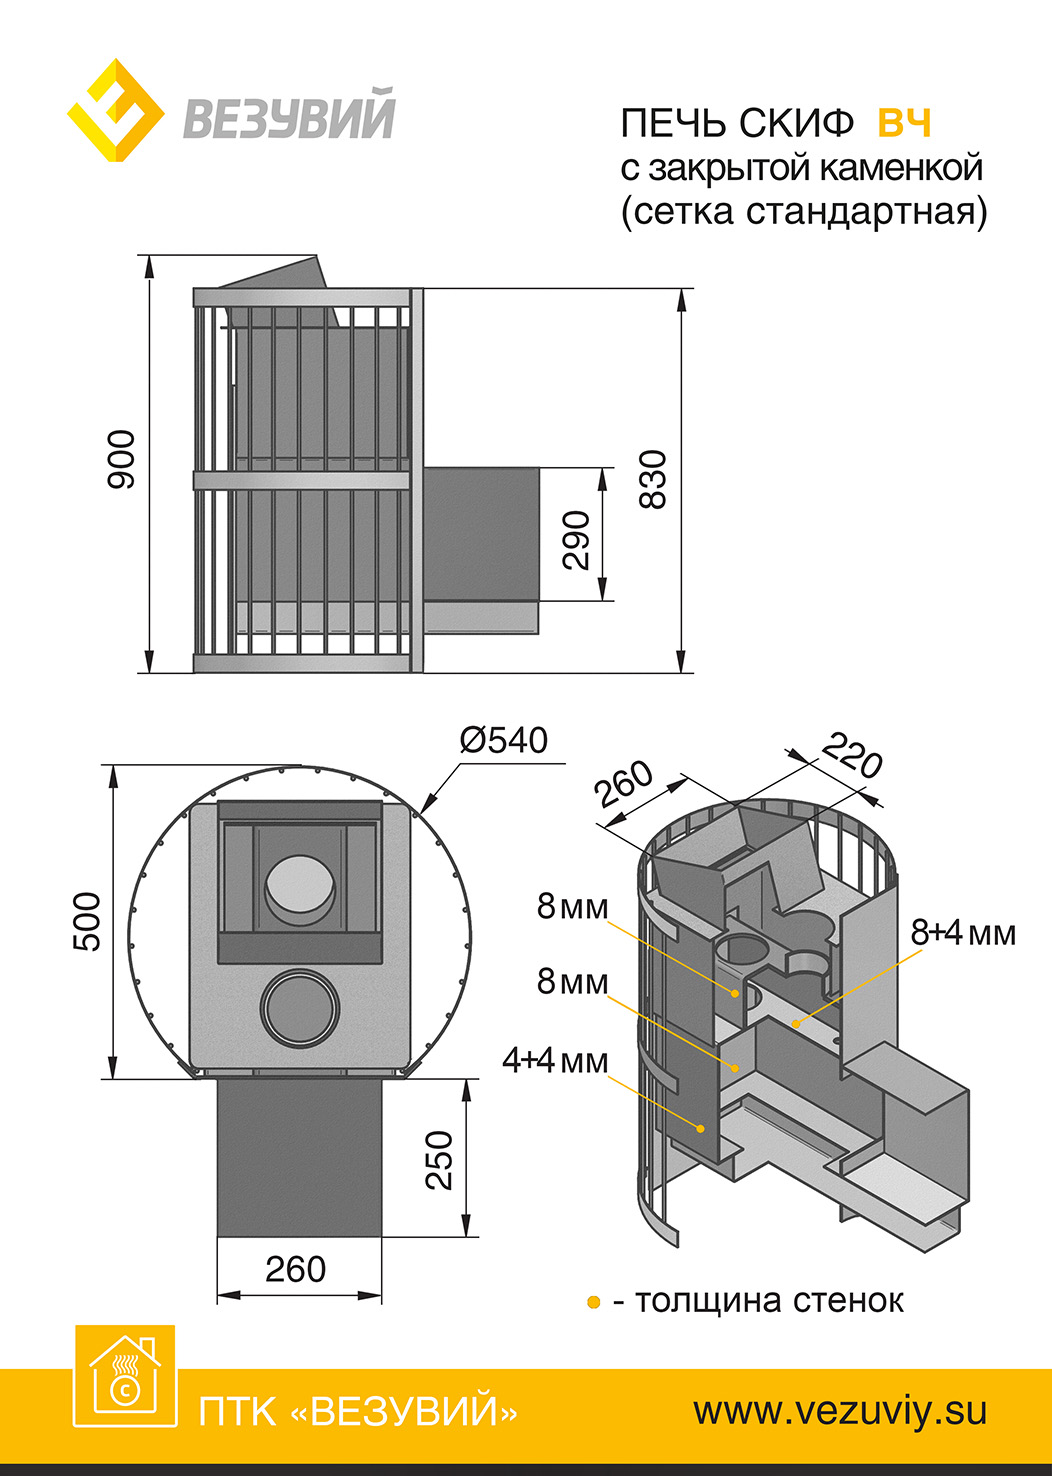 ВЕЗУВИЙ
ПЕЧЬ СКИФ ВЧ
с закрытой каменкой
(сетка стандартная)
900
290
830
Ø540
500
250
260
260
220
8 мм
8 мм
4+4 мм
8+4 мм
- толщина стенок
C
ПТК «ВЕЗУВИЙ»
www.vezuviy.su